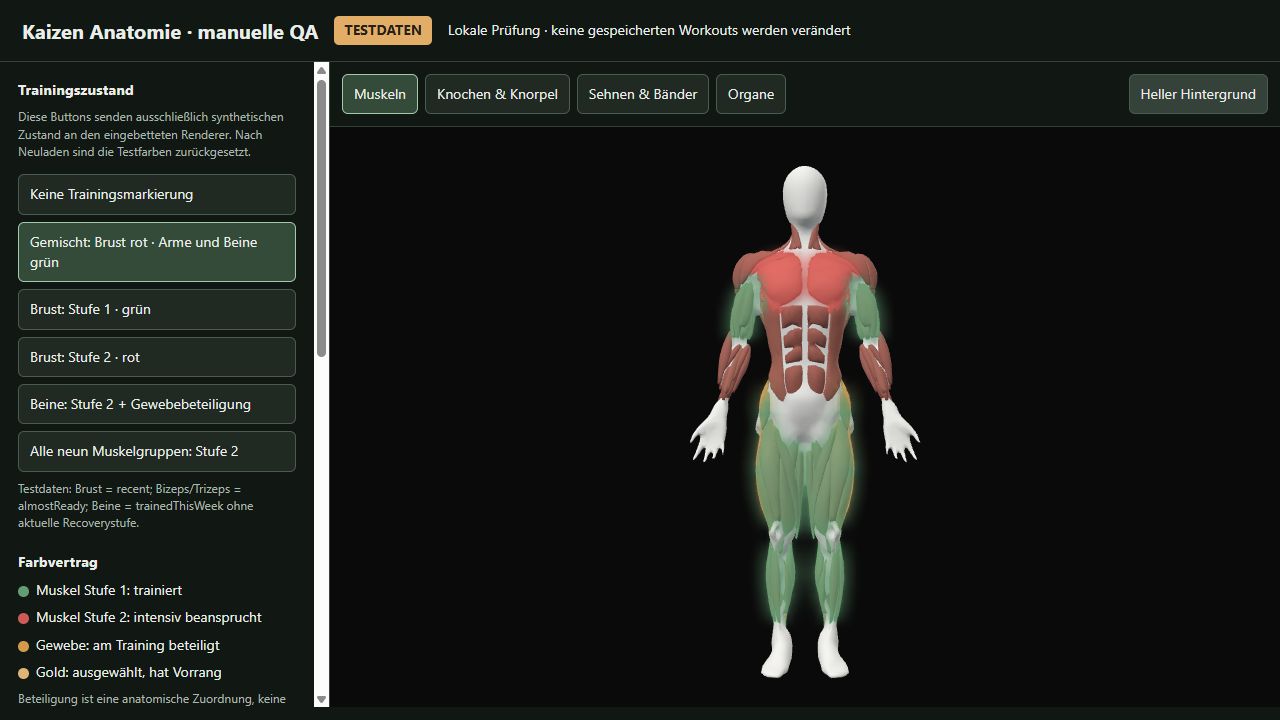 Kaizen Anatomie · manuelle QA
TESTDATEN
Lokale Prüfung · keine gespeicherten Workouts werden verändert
Trainingszustand
Diese Buttons senden ausschließlich synthetischen
Zustand an den eingebetteten Renderer. Nach
Neuladen sind die Testfarben zurückgesetzt.
Keine Trainingsmarkierung
Gemischt: Brust rot · Arme und Beine
grün
Brust: Stufe 1 · grün
Brust: Stufe 2 · rot
Beine: Stufe 2 + Gewebebeteiligung
Alle neun Muskelgruppen: Stufe 2
Testdaten: Brust = recent; Bizeps/Trizeps =
almostReady; Beine = trainedThisWeek ohne
aktuelle Recoverystufe.
Farbvertrag
Muskel Stufe 1: trainiert
Muskel Stufe 2: intensiv beansprucht
Gewebe: am Training beteiligt
Gold: ausgewählt, hat Vorrang
Beteiligung ist eine anatomische Zuordnung, keine
Muskeln
Knochen & Knorpel
Sehnen & Bänder
Organe
Heller Hintergrund